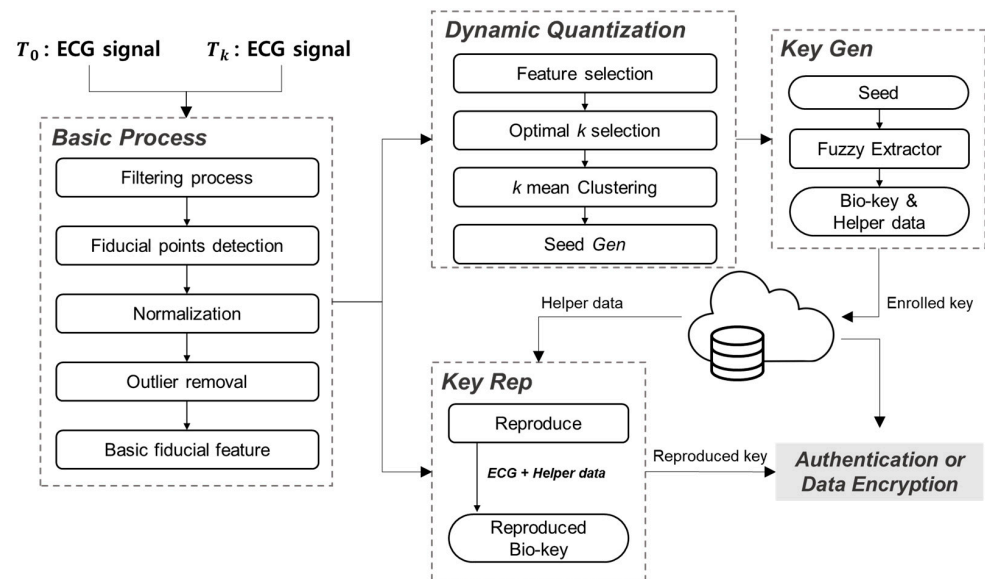 T₀ : ECG signal
Tₖ : ECG signal
Basic Process
Filtering process
Fiducial points detection
Normalization
Outlier removal
Basic fiducial feature
Dynamic Quantization
Feature selection
Optimal k selection
k mean Clustering
Seed Gen
Key Gen
Seed
Fuzzy Extractor
Bio-key &
Helper data
Helper data
Enrolled key
Key Rep
Reproduce
ECG + Helper data
Reproduced
Bio-key
Reproduced key
Authentication or
Data Encryption